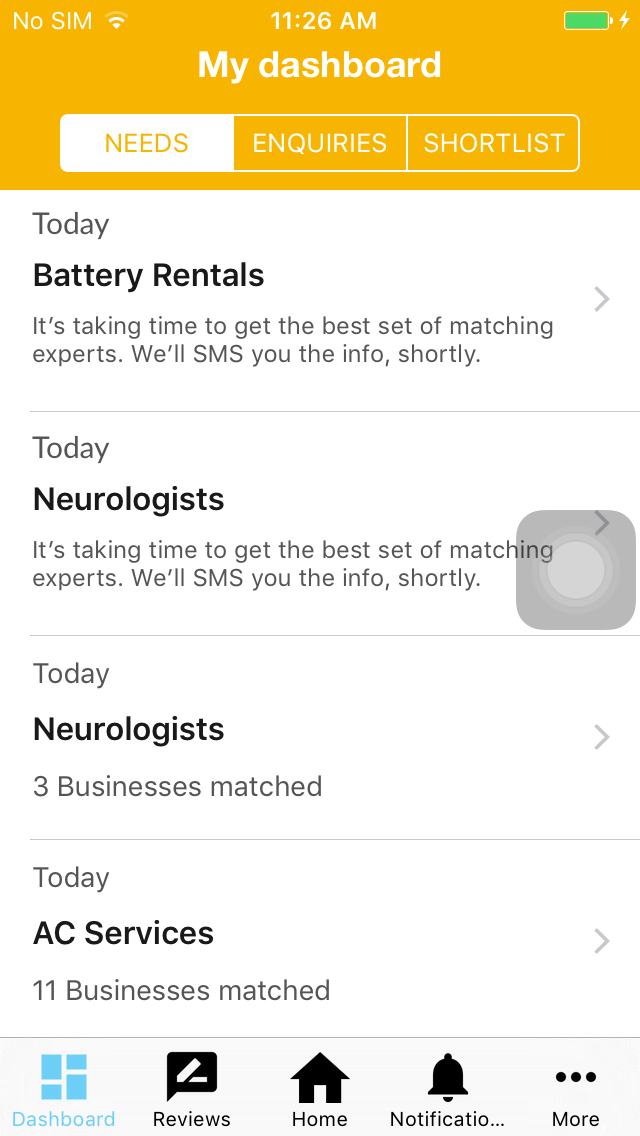 No SIM 11:26 AM
My dashboard
NEEDS ENQUIRIES SHORTLIST
Today
Battery Rentals
It’s taking time to get the best set of matching
experts. We’ll SMS you the info, shortly.
Today
Neurologists
It’s taking time to get the best set of matching
experts. We’ll SMS you the info, shortly.
Today
Neurologists
3 Businesses matched
Today
AC Services
11 Businesses matched
Dashboard Reviews Home Notificatio... More